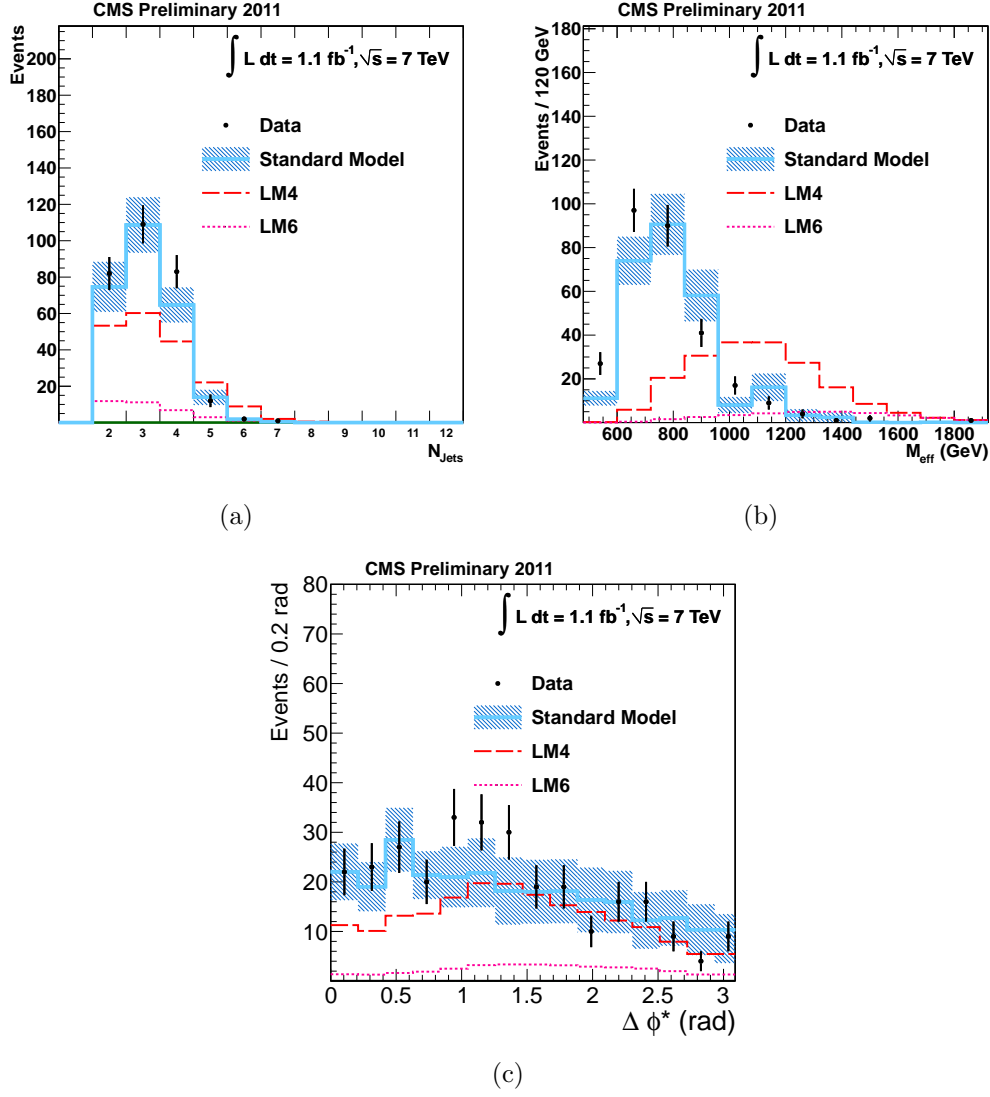 CMS Preliminary 2011
∫ L dt = 1.1 fb⁻¹, √s = 7 TeV
Events
Data
Standard Model
LM4
LM6
200
180
160
140
120
100
80
60
40
20
2 3 4 5 6 7 8 9 10 11 12
N_Jets
(a)
CMS Preliminary 2011
∫ L dt = 1.1 fb⁻¹, √s = 7 TeV
Events / 120 GeV
Data
Standard Model
LM4
LM6
180
160
140
120
100
80
60
40
20
600 800 1000 1200 1400 1600 1800
M_eff (GeV)
(b)
CMS Preliminary 2011
∫ L dt = 1.1 fb⁻¹, √s = 7 TeV
Events / 0.2 rad
Data
Standard Model
LM4
LM6
80
70
60
50
40
30
20
10
0 0.5 1 1.5 2 2.5 3
Δ ϕ* (rad)
(c)